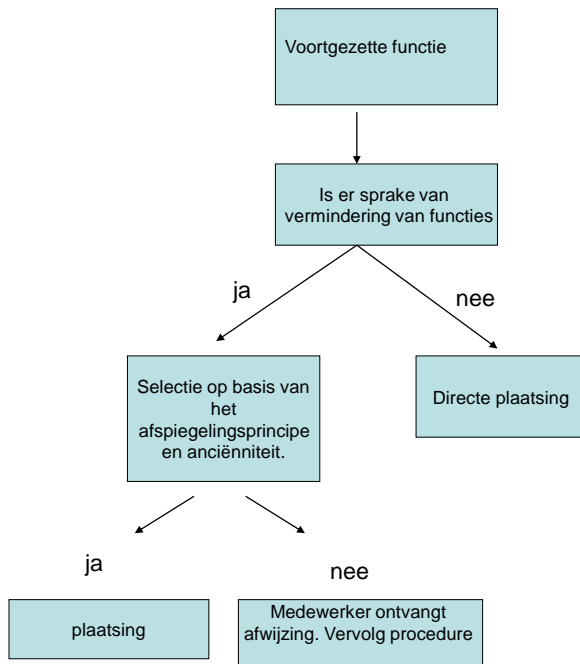 Voortgezette functie
Is er sprake van
vermindering van functies
ja
nee
Selectie op basis van
het
afspiegelingsprincipe
en anciënniteit.
Directe plaatsing
ja
nee
plaatsing
Medewerker ontvangt
afwijzing. Vervolg procedure